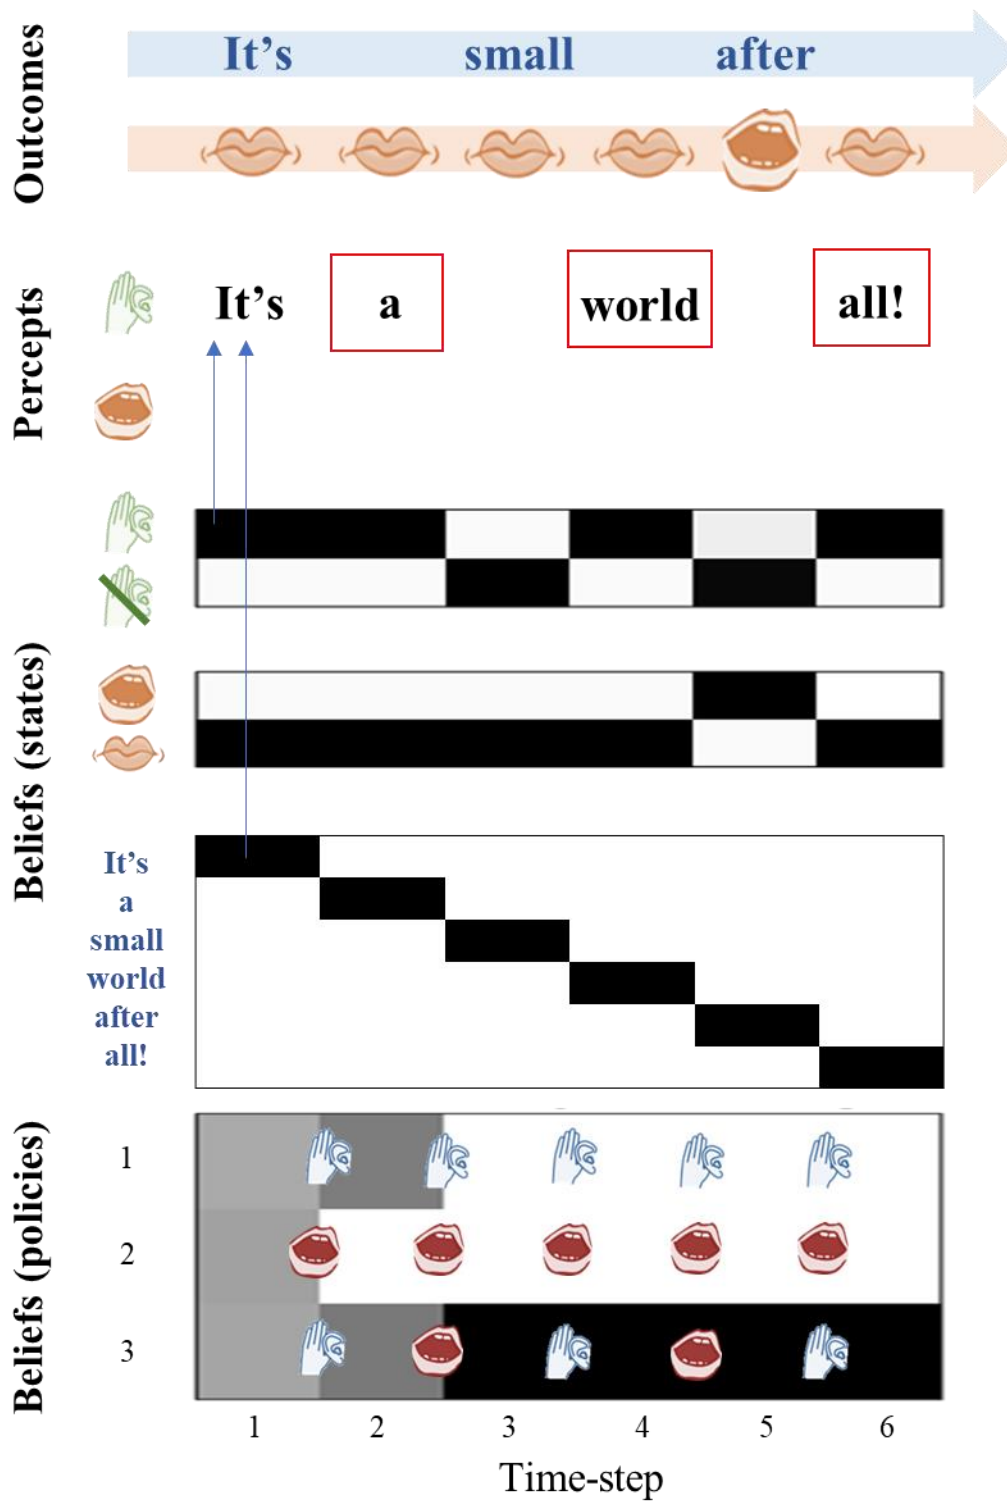 Outcomes
It's small after
Percepts
It's a world all!
Beliefs (states)
It's
a
small
world
after
all!
Beliefs (policies)
1
2
3
1 2 3 4 5 6
Time-step